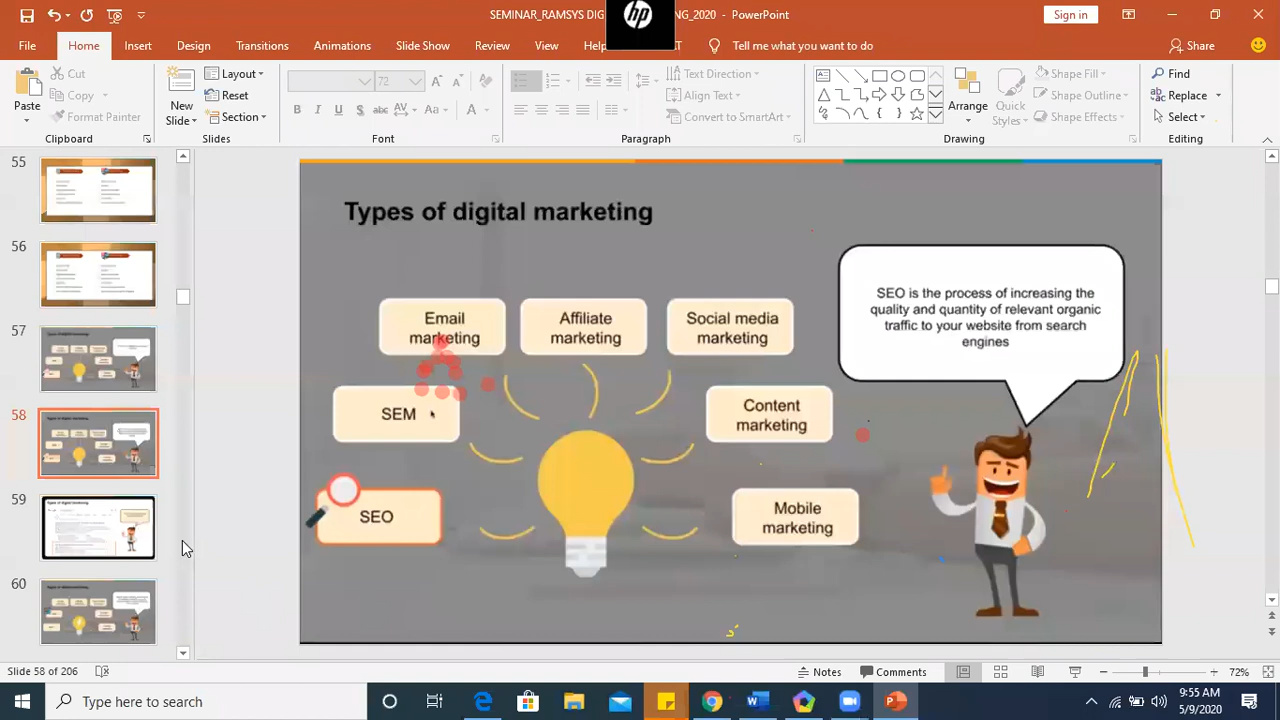 SEMINAR_RAMSYS DIG
NG_2020 - PowerPoint
hp
Sign in
File
Home
Insert
Design
Transitions
Animations
Slide Show
Review
View
Help
T
Tell me what you want to do
Share
Paste
Cut
Copy
Format Painter
Clipboard
New
Slide
Layout
Reset
Section
Slides
72
B I U S abc AV Aa A
Font
Text Direction
Align Text
Convert to SmartArt
Paragraph
Arrange
Quick
Styles
Shape Fill
Shape Outline
Shape Effects
Drawing
Find
Replace
Select
Editing
55
56
57
58
59
60
Types of digital marketing
Email
marketing
Affiliate
marketing
Social media
marketing
SEO is the process of increasing the
quality and quantity of relevant organic
traffic to your website from search
engines
SEM
Content
marketing
SEO
Mobile
marketing
Slide 58 of 206
Notes
Comments
72%
Type here to search
9:55 AM
5/9/2020